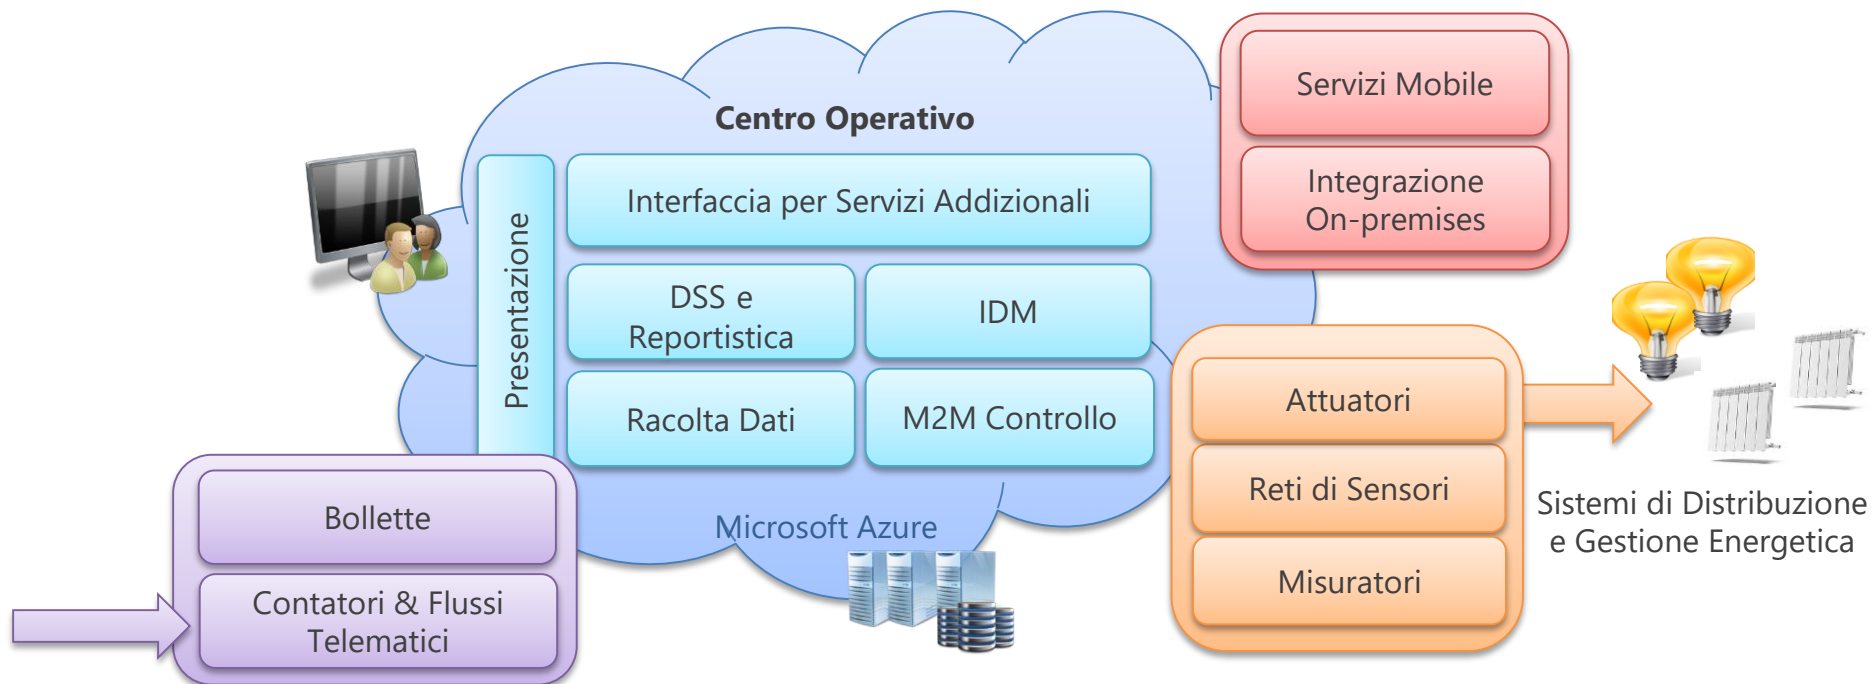 Centro Operativo
Presentazione
Interfaccia per Servizi Addizionali
DSS e
Reportistica
IDM
Racolta Dati
M2M Controllo
Microsoft Azure
Servizi Mobile
Integrazione
On-premises
Attuatori
Reti di Sensori
Misuratori
Sistemi di Distribuzione
e Gestione Energetica
Bollette
Contatori & Flussi
Telematici